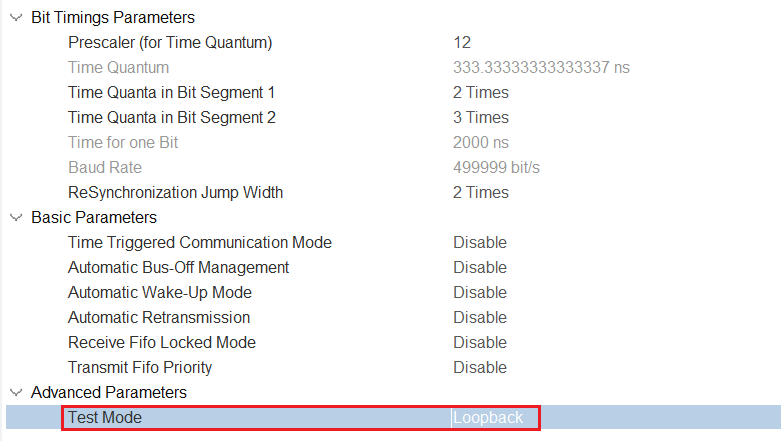 Bit Timings Parameters
Prescaler (for Time Quantum) 12
Time Quantum 333.33333333333337 ns
Time Quanta in Bit Segment 1 2 Times
Time Quanta in Bit Segment 2 3 Times
Time for one Bit 2000 ns
Baud Rate 499999 bit/s
ReSynchronization Jump Width 2 Times
Basic Parameters
Time Triggered Communication Mode Disable
Automatic Bus-Off Management Disable
Automatic Wake-Up Mode Disable
Automatic Retransmission Disable
Receive Fifo Locked Mode Disable
Transmit Fifo Priority Disable
Advanced Parameters
Test Mode Loopback